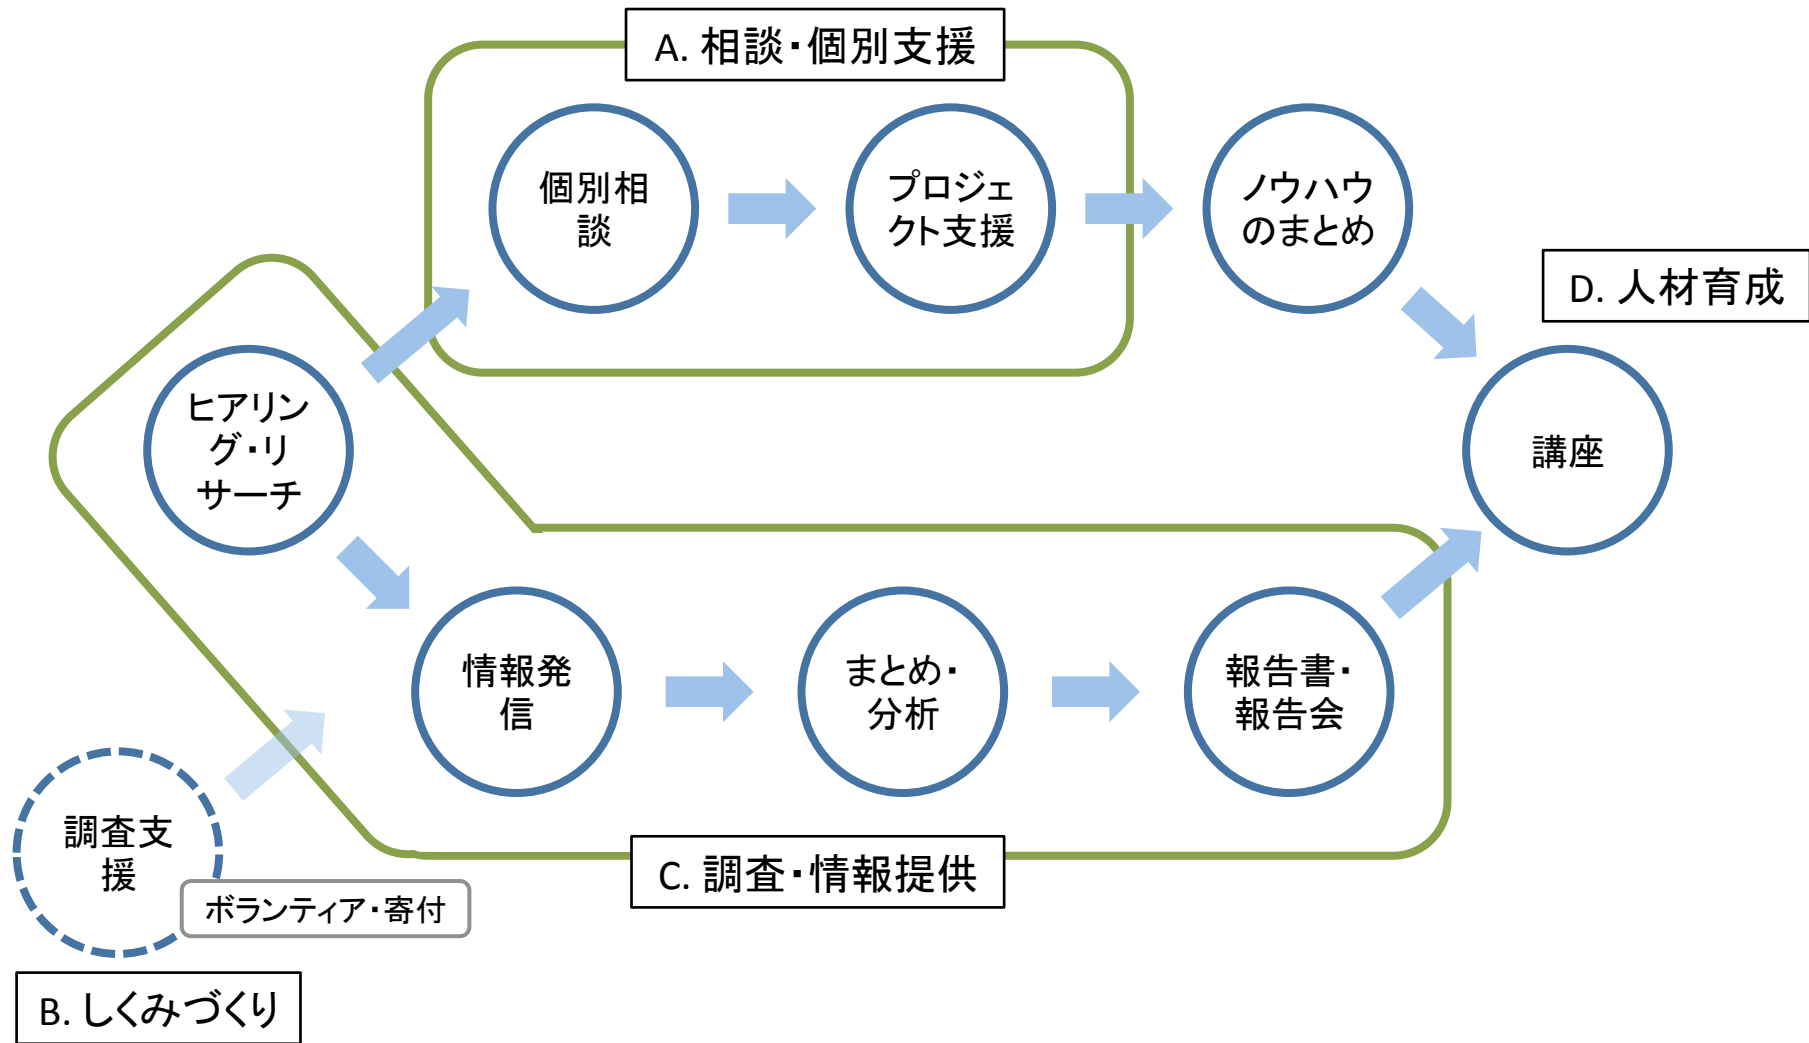 A. 相談・個別支援
個別相
談
プロジェ
クト支援
ノウハウ
のまとめ
D. 人材育成
ヒアリン
グ・リ
サーチ
講座
情報発
信
まとめ・
分析
報告書・
報告会
調査支
援
ボランティア・寄付
C. 調査・情報提供
B. しくみづくり